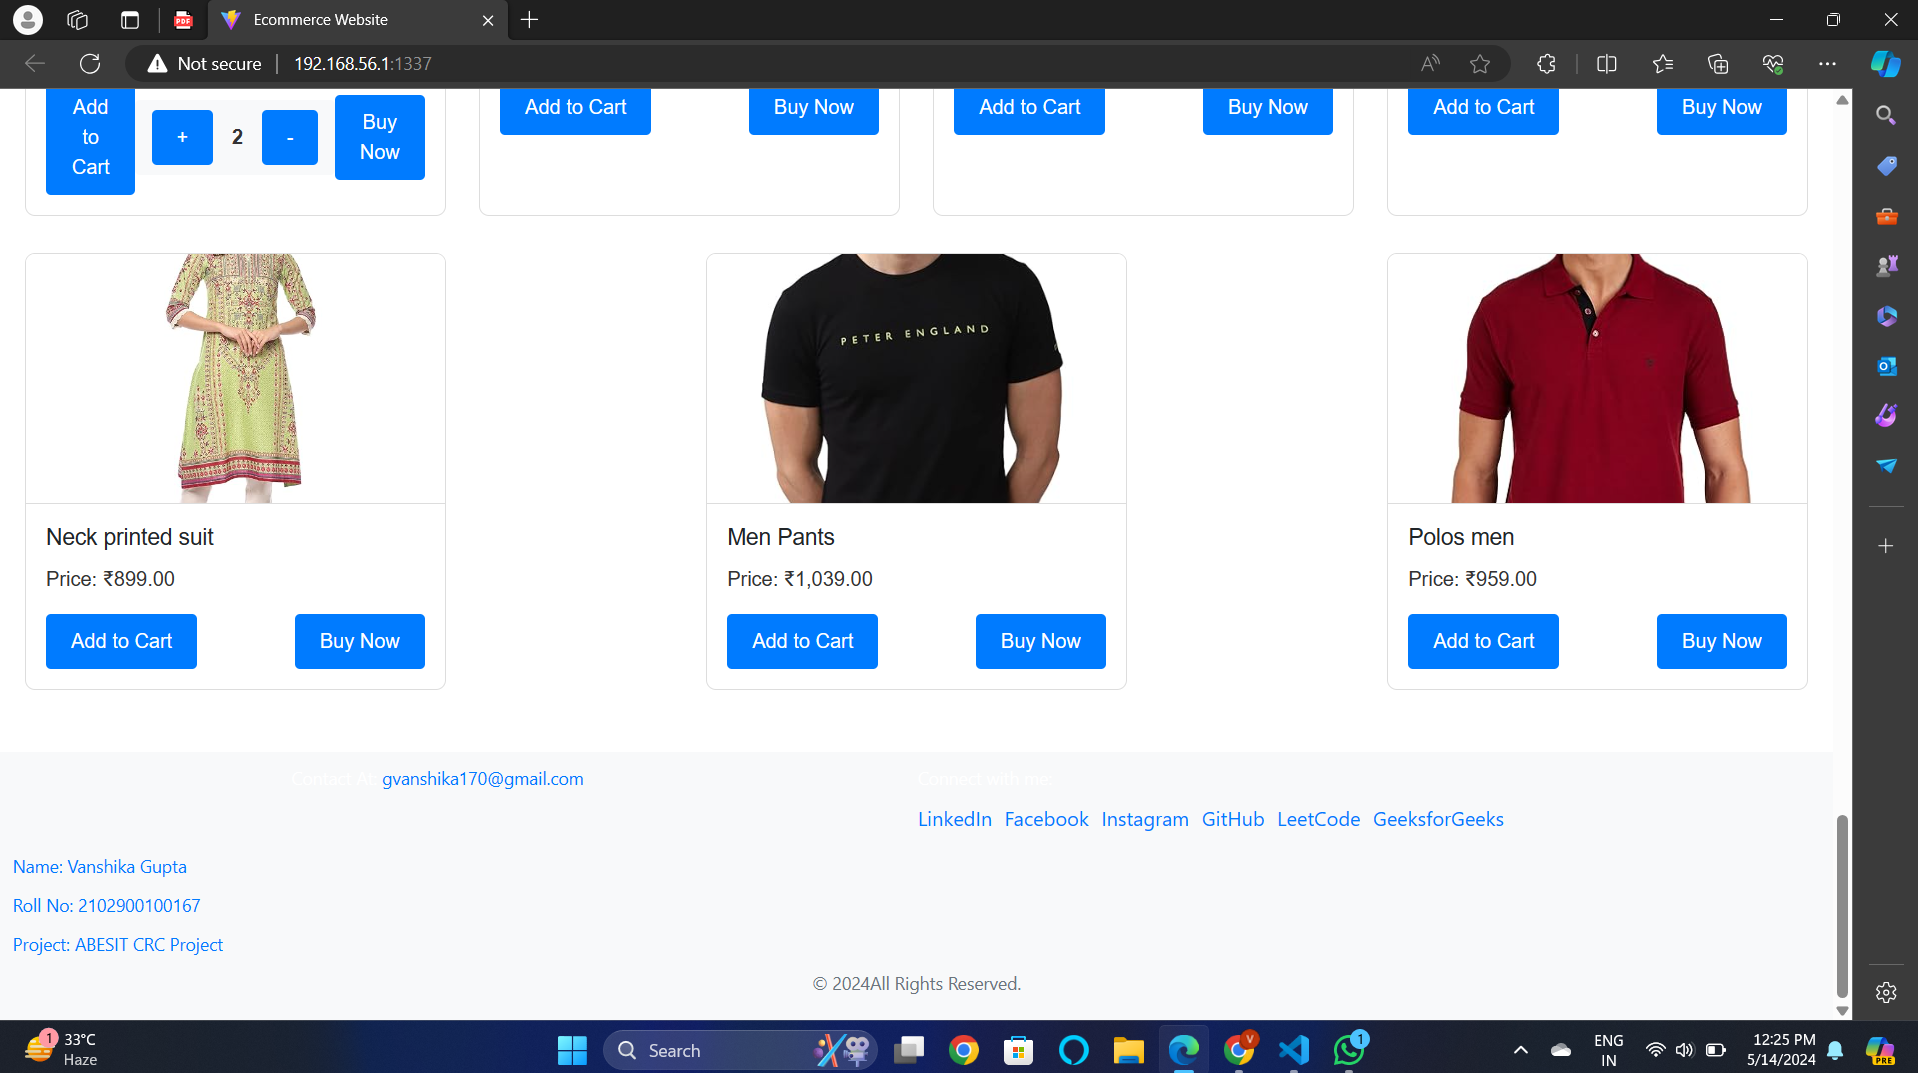 Ecommerce Website
Not secure 192.168.56.1:1337
Add to Cart + 2 - Buy Now
Add to Cart Buy Now
Add to Cart Buy Now
Add to Cart Buy Now
PETER ENGLAND
Neck printed suit
Price: ₹899.00
Add to Cart Buy Now
Men Pants
Price: ₹1,039.00
Add to Cart Buy Now
Polos men
Price: ₹959.00
Add to Cart Buy Now
Contact At: gvanshika170@gmail.com
Connect with me:
LinkedIn Facebook Instagram GitHub LeetCode GeeksforGeeks
Name: Vanshika Gupta
Roll No: 2102900100167
Project: ABESIT CRC Project
© 2024All Rights Reserved.
1 33°C
Haze
Search
V
1
ENG
IN
12:25 PM
5/14/2024
PRE
PDF